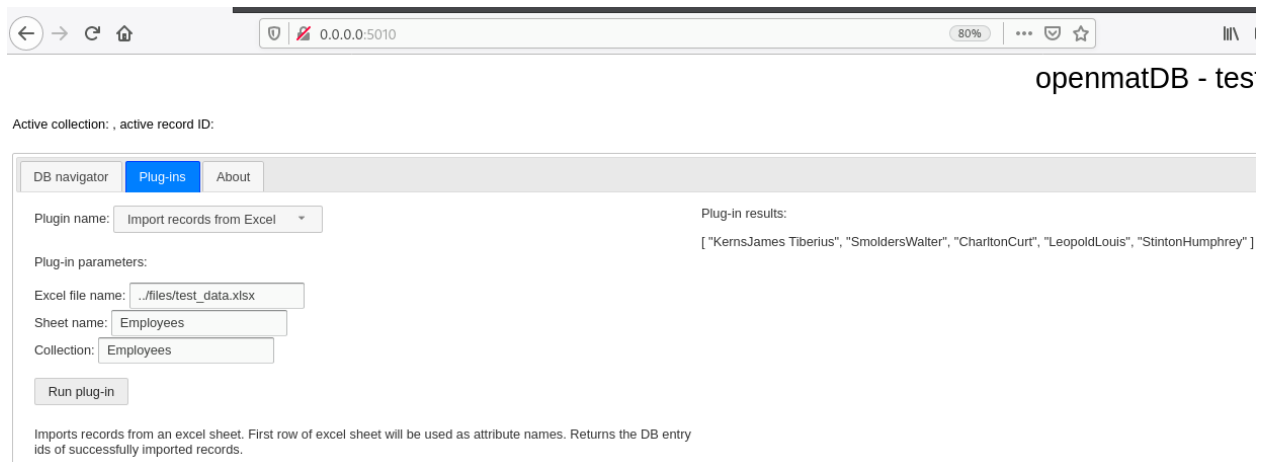 0.0.0.0:5010
80%
openmatDB - tes
Active collection: , active record ID:
DB navigator
Plug-ins
About
Plugin name: Import records from Excel
Plug-in parameters:
Excel file name: ../files/test_data.xlsx
Sheet name: Employees
Collection: Employees
Run plug-in
Imports records from an excel sheet. First row of excel sheet will be used as attribute names. Returns the DB entry
ids of successfully imported records.
Plug-in results:
[ "KernsJames Tiberius", "SmoldersWalter", "CharltonCurt", "LeopoldLouis", "StintonHumphrey" ]